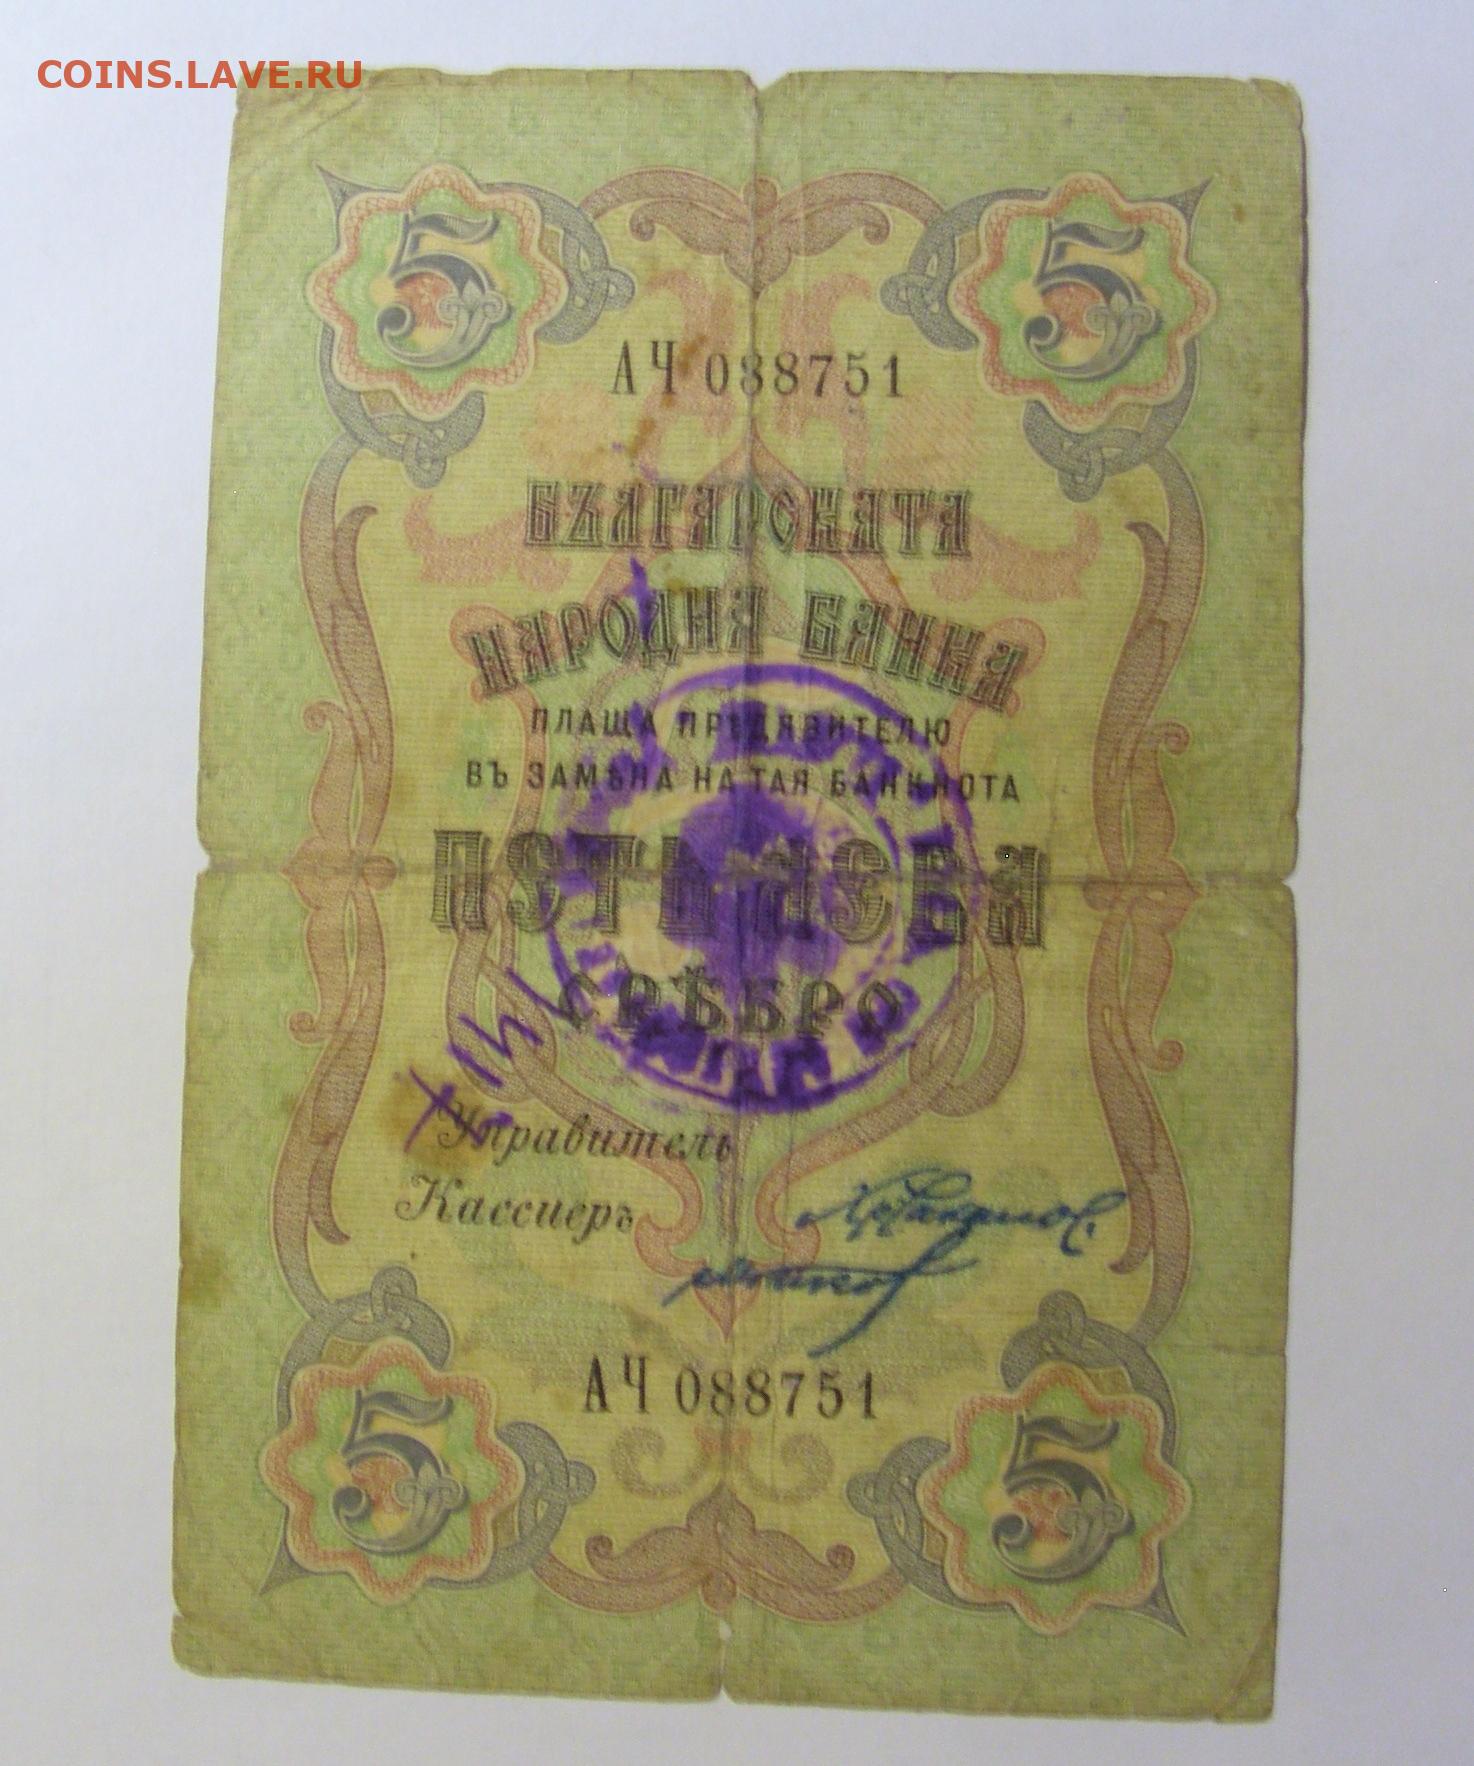 COINS.LAVE.RU
5 5
АЧ 088751
БЪЛГАРСКАТА
НАРОДНА БАНКА
ПЛАЩА ПРЕДЯВИТЕЛЮ
ВЪ ЗАМѢНА НА ТАЯ БАНКНОТА
ПЕТЬ ЛЕВА
СРѢБРО
Управитель
Кассиеръ
АЧ 088751
5 5